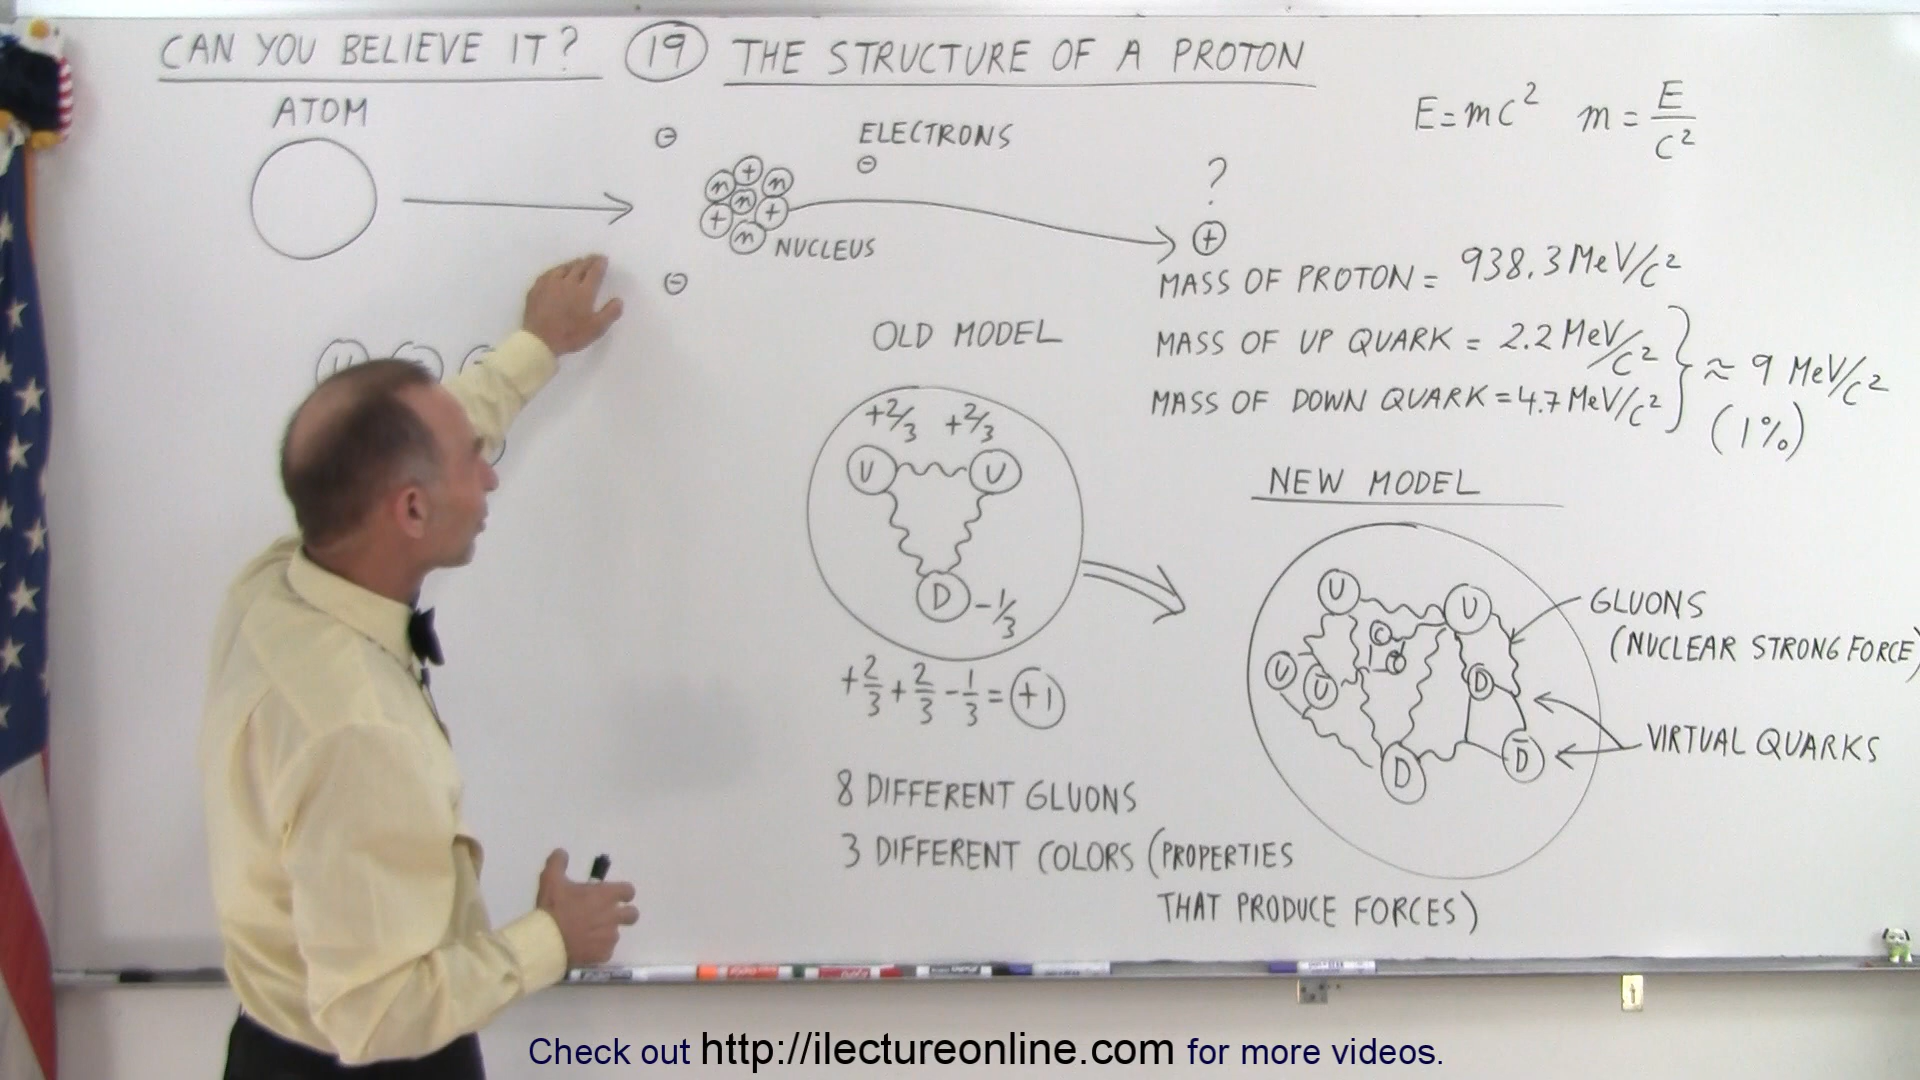 CAN YOU BELIEVE IT? 19 THE STRUCTURE OF A PROTON
ATOM
ELECTRONS
E=mc² m = E/c²
⊖
⊖
?
n + n
n
+ +
n
NUCLEUS
+
⊖
MASS OF PROTON = 938.3 MeV/c²
MASS OF UP QUARK = 2.2 MeV/c²
MASS OF DOWN QUARK = 4.7 MeV/c²
≈ 9 MeV/c²
(1%)
OLD MODEL
+2/3 +2/3
U U
D -1/3
+2/3 + 2/3 - 1/3 = +1
NEW MODEL
U U
C
U Ū
D
D D̄
GLUONS
(NUCLEAR STRONG FORCE)
VIRTUAL QUARKS
8 DIFFERENT GLUONS
3 DIFFERENT COLORS (PROPERTIES
THAT PRODUCE FORCES)
Check out http://ilectureonline.com for more videos.